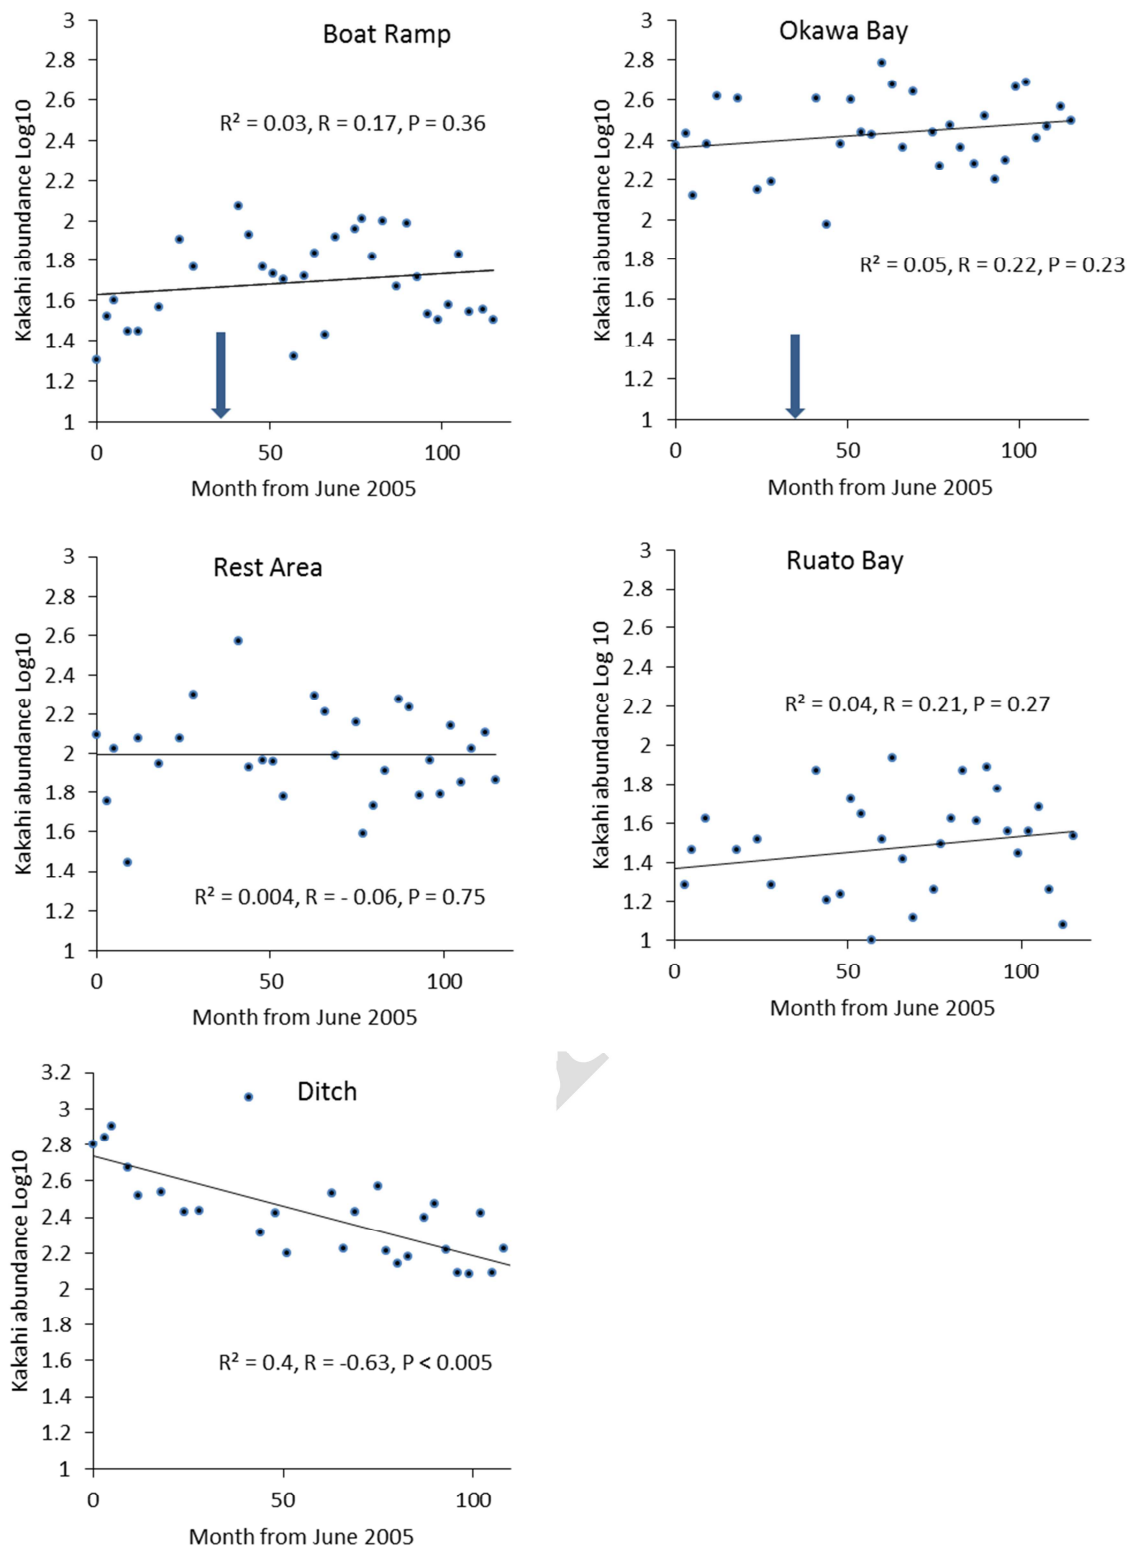 Boat Ramp
Kakahi abundance Log10
3
2.8
2.6
2.4
2.2
2
1.8
1.6
1.4
1.2
1
R² = 0.03, R = 0.17, P = 0.36
0 50 100
Month from June 2005
Okawa Bay
Kakahi abundance Log10
3
2.8
2.6
2.4
2.2
2
1.8
1.6
1.4
1.2
1
R² = 0.05, R = 0.22, P = 0.23
0 50 100
Month from June 2005
Rest Area
Kakahi abundance Log10
3
2.8
2.6
2.4
2.2
2
1.8
1.6
1.4
1.2
1
R² = 0.004, R = - 0.06, P = 0.75
0 50 100
Month from June 2005
Ruato Bay
Kakahi abundance Log 10
3
2.8
2.6
2.4
2.2
2
1.8
1.6
1.4
1.2
1
R² = 0.04, R = 0.21, P = 0.27
0 50 100
Month from June 2005
Ditch
Kakahi abundance Log10
3.2
3
2.8
2.6
2.4
2.2
2
1.8
1.6
1.4
1.2
1
R² = 0.4, R = -0.63, P < 0.005
0 50 100
Month from June 2005